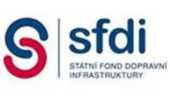 sfdi
STÁTNÍ FOND DOPRAVNÍ
INFRASTRUKTURY